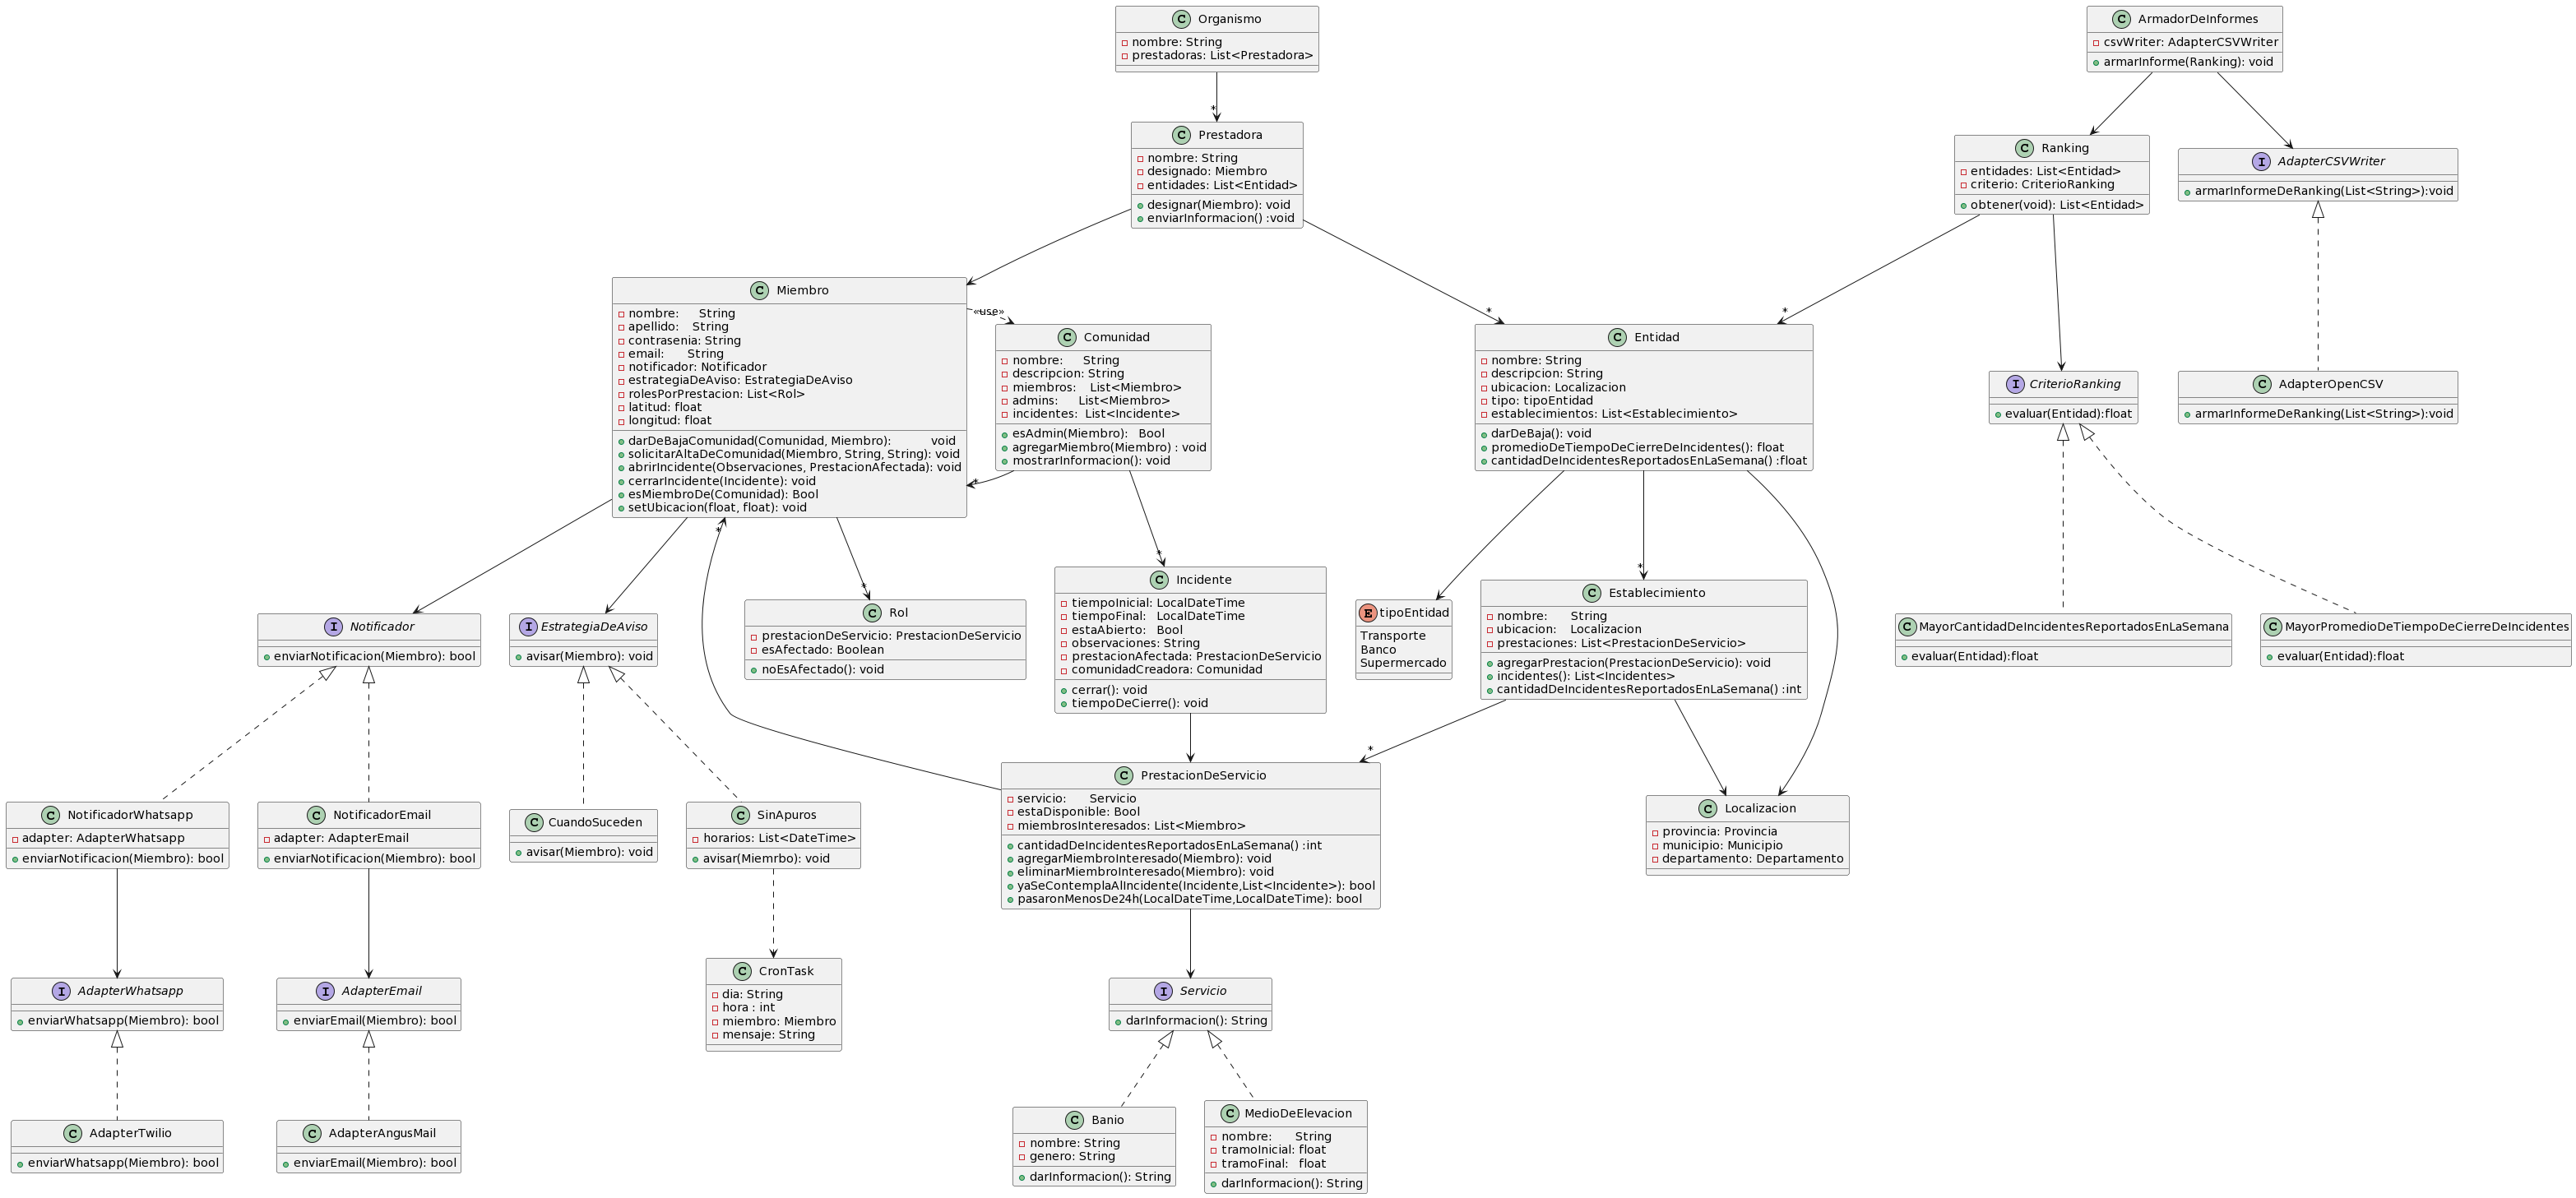 Organismo
nombre: String
prestadoras: List<Prestadora>
*
ArmadorDeInformes
csvWriter: AdapterCSVWriter
armarInforme(Ranking): void
Prestadora
nombre: String
designado: Miembro
entidades: List<Entidad>
designar(Miembro): void
enviarInformacion() :void
*
Ranking
entidades: List<Entidad>
criterio: CriterioRanking
obtener(void): List<Entidad>
*
AdapterCSVWriter
armarInformeDeRanking(List<String>):void
Miembro
nombre: String
apellido: String
contrasenia: String
email: String
notificador: Notificador
estrategiaDeAviso: EstrategiaDeAviso
rolesPorPrestacion: List<Rol>
latitud: float
longitud: float
darDeBajaComunidad(Comunidad, Miembro): void
solicitarAltaDeComunidad(Miembro, String, String): void
abrirIncidente(Observaciones, PrestacionAfectada): void
cerrarIncidente(Incidente): void
esMiembroDe(Comunidad): Bool
setUbicacion(float, float): void
«use»
*
*
*
Comunidad
nombre: String
descripcion: String
miembros: List<Miembro>
admins: List<Miembro>
incidentes: List<Incidente>
esAdmin(Miembro): Bool
agregarMiembro(Miembro) : void
mostrarInformacion(): void
*
Entidad
nombre: String
descripcion: String
ubicacion: Localizacion
tipo: tipoEntidad
establecimientos: List<Establecimiento>
darDeBaja(): void
promedioDeTiempoDeCierreDeIncidentes(): float
cantidadDeIncidentesReportadosEnLaSemana() :float
*
CriterioRanking
evaluar(Entidad):float
AdapterOpenCSV
armarInformeDeRanking(List<String>):void
Notificador
enviarNotificacion(Miembro): bool
EstrategiaDeAviso
avisar(Miembro): void
Rol
prestacionDeServicio: PrestacionDeServicio
esAfectado: Boolean
noEsAfectado(): void
Incidente
tiempoInicial: LocalDateTime
tiempoFinal: LocalDateTime
estaAbierto: Bool
observaciones: String
prestacionAfectada: PrestacionDeServicio
comunidadCreadora: Comunidad
cerrar(): void
tiempoDeCierre(): void
tipoEntidad
Transporte
Banco
Supermercado
Establecimiento
nombre: String
ubicacion: Localizacion
prestaciones: List<PrestacionDeServicio>
agregarPrestacion(PrestacionDeServicio): void
incidentes(): List<Incidentes>
cantidadDeIncidentesReportadosEnLaSemana() :int
*
MayorCantidadDeIncidentesReportadosEnLaSemana
evaluar(Entidad):float
MayorPromedioDeTiempoDeCierreDeIncidentes
evaluar(Entidad):float
NotificadorWhatsapp
adapter: AdapterWhatsapp
enviarNotificacion(Miembro): bool
NotificadorEmail
adapter: AdapterEmail
enviarNotificacion(Miembro): bool
CuandoSuceden
avisar(Miembro): void
SinApuros
horarios: List<DateTime>
avisar(Miemrbo): void
PrestacionDeServicio
servicio: Servicio
estaDisponible: Bool
miembrosInteresados: List<Miembro>
cantidadDeIncidentesReportadosEnLaSemana() :int
agregarMiembroInteresado(Miembro): void
eliminarMiembroInteresado(Miembro): void
yaSeContemplaAlIncidente(Incidente,List<Incidente>): bool
pasaronMenosDe24h(LocalDateTime,LocalDateTime): bool
Localizacion
provincia: Provincia
municipio: Municipio
departamento: Departamento
AdapterWhatsapp
enviarWhatsapp(Miembro): bool
AdapterEmail
enviarEmail(Miembro): bool
CronTask
dia: String
hora : int
miembro: Miembro
mensaje: String
Servicio
darInformacion(): String
AdapterTwilio
enviarWhatsapp(Miembro): bool
AdapterAngusMail
enviarEmail(Miembro): bool
Banio
nombre: String
genero: String
darInformacion(): String
MedioDeElevacion
nombre: String
tramoInicial: float
tramoFinal: float
darInformacion(): String